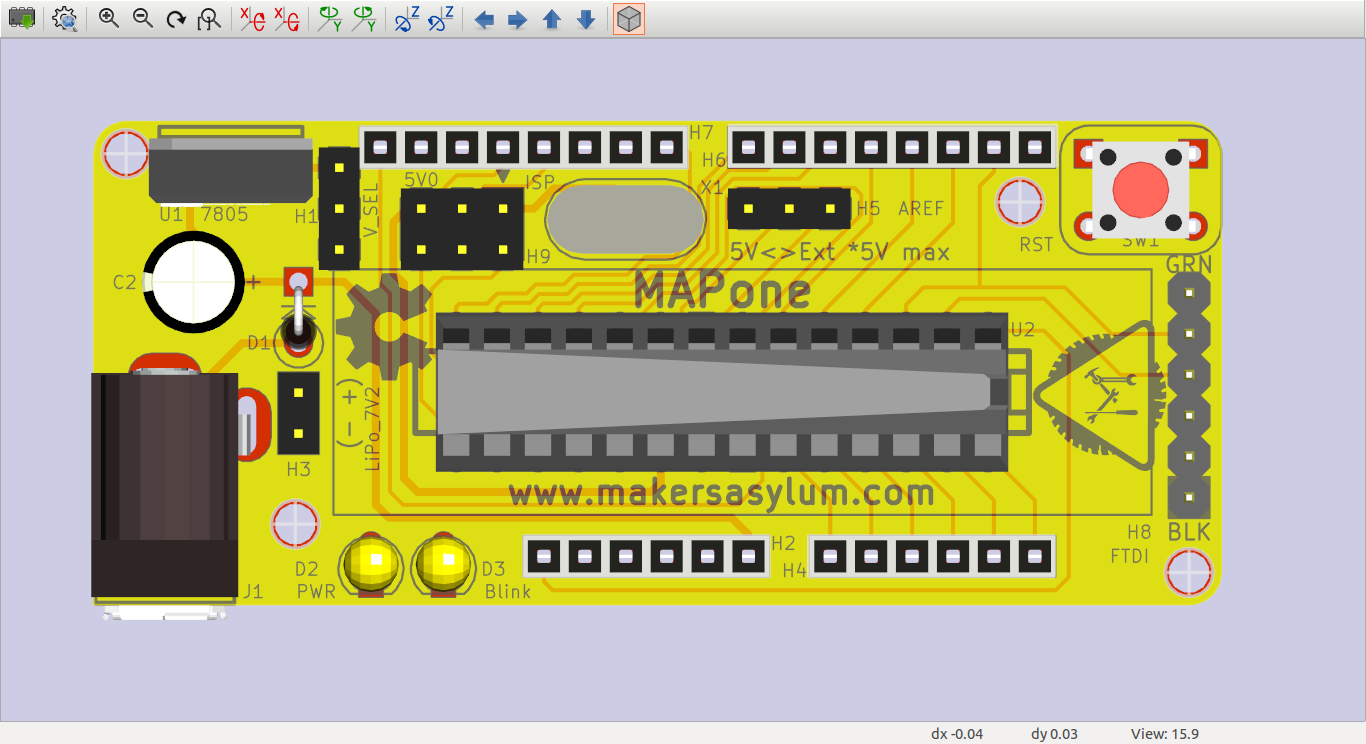 X
X
Y
Y
Z
Z
H7
H6
ISP
5V0
X1
U1 7805
H1
V_SEL
H5 AREF
RST
SW1
H9
5V<>Ext *5V max
GRN
C2
+
MAPone
U2
D1
(+)
(-)
LiPo_7V2
H3
www.makersasylum.com
H8
BLK
FTDI
H2
H4
D2
PWR
D3
Blink
J1
dx -0.04
dy 0.03
View: 15.9